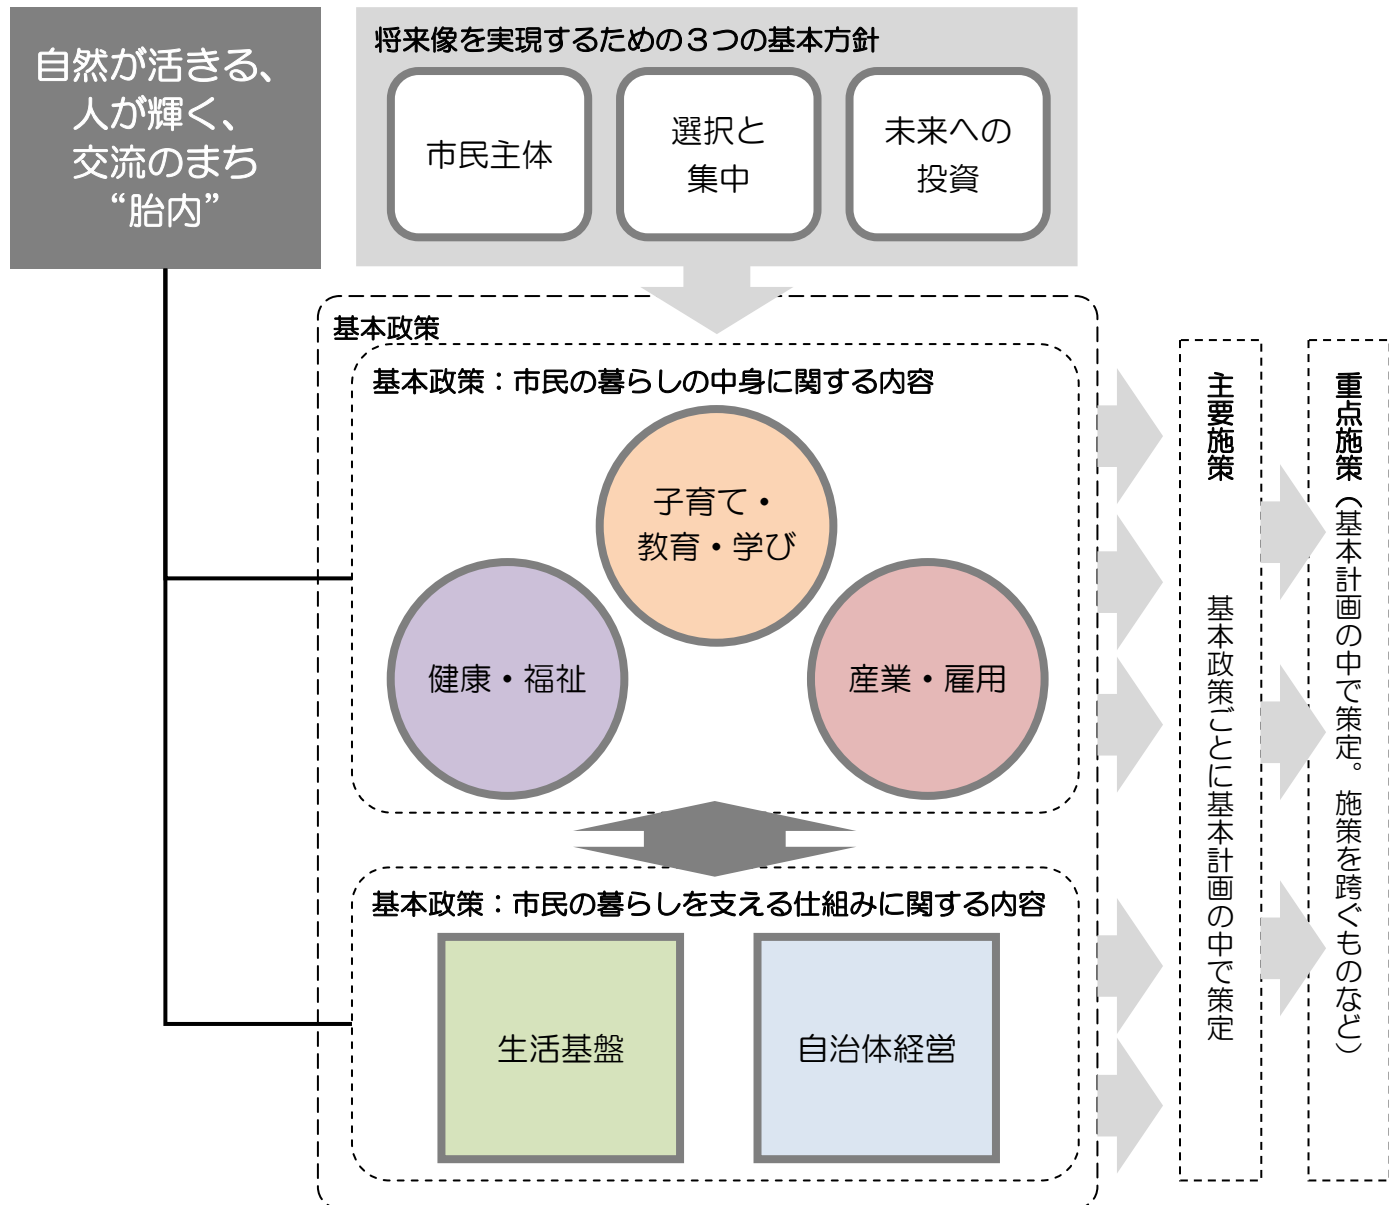 自然が活きる、
人が輝く、
交流のまち
“胎内”
将来像を実現するための３つの基本方針
市民主体
選択と
集中
未来への
投資
基本政策
基本政策：市民の暮らしの中身に関する内容
子育て・
教育・学び
健康・福祉
産業・雇用
基本政策：市民の暮らしを支える仕組みに関する内容
生活基盤
自治体経営
主要施策　基本政策ごとに基本計画の中で策定
重点施策（基本計画の中で策定。施策を跨ぐものなど）